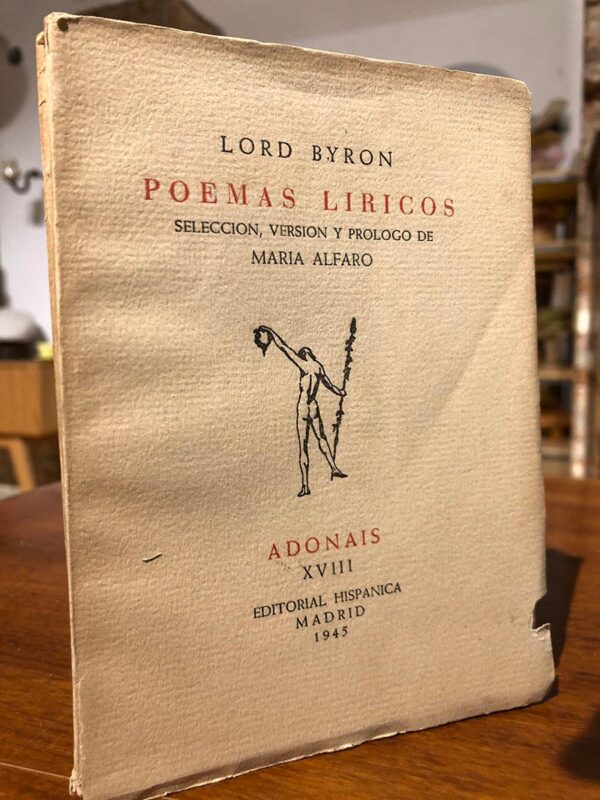 LORD BYRON
POEMAS LIRICOS
SELECCION, VERSION Y PROLOGO DE
MARIA ALFARO
ADONAIS
XVIII
EDITORIAL HISPANICA
MADRID
1945